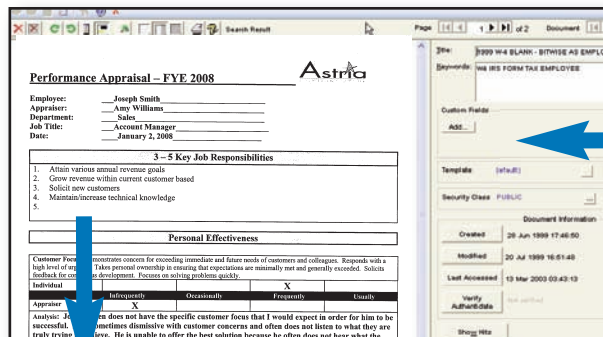 Search Result
Page 1 of 2 Document
Performance Appraisal – FYE 2008
Astria
Employee: Joseph Smith
Appraiser: Amy Williams
Department: Sales
Job Title: Account Manager
Date: January 2, 2008
3 – 5 Key Job Responsibilities
1. Attain various annual revenue goals
2. Grow revenue within current customer based
3. Solicit new customers
4. Maintain/increase technical knowledge
5.
Personal Effectiveness
Customer Focus: monstrates concern for exceeding immediate and future needs of customers and colleagues. Responds with a
high level of ur Takes personal ownership in ensuring that expectations are minimally met and generally exceeded. Solicits
feedback for co s development. Focuses on solving problems quickly.
Individual X
Infrequently Occasionally Frequently Usually
Appraiser X
Analysis: Jo en does not have the specific customer focus that I would expect in order for him to be
successful. ometimes dismissive with customer concerns and often does not listen to what they are
truly trying ieve. He is unable to offer the best solution because he often does not hear what the
Title: 1999 W-4 BLANK - BITWISE AS EMPLO
Keywords: W4 IRS FORM TAX EMPLOYEE
Custom Fields
Add...
Template (default) ...
Security Class PUBLIC ...
Document Information
Created 28 Jun 1999 17:46:50
Modified 20 Jul 1999 16:51:48
Last Accessed 13 Mar 2003 03:43:13
Verify
Authentidate Not verified
Show Hits